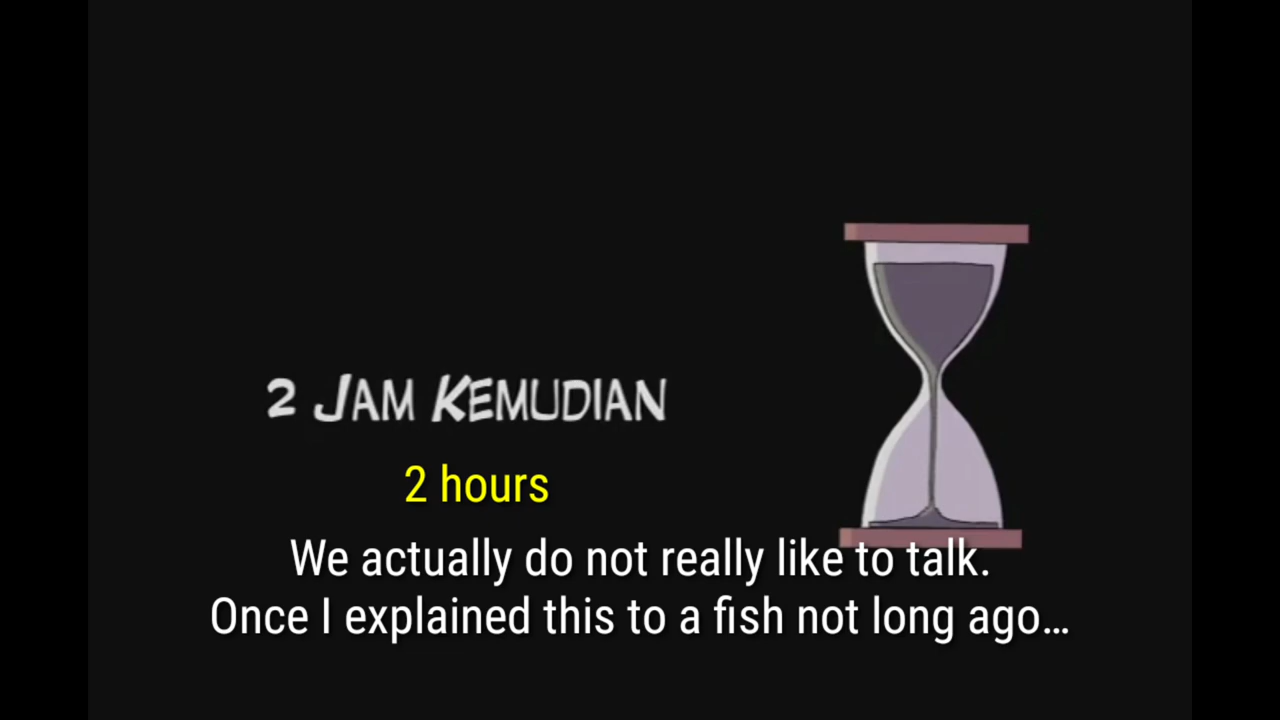 2 JAM KEMUDIAN
2 hours
We actually do not really like to talk.
Once I explained this to a fish not long ago…